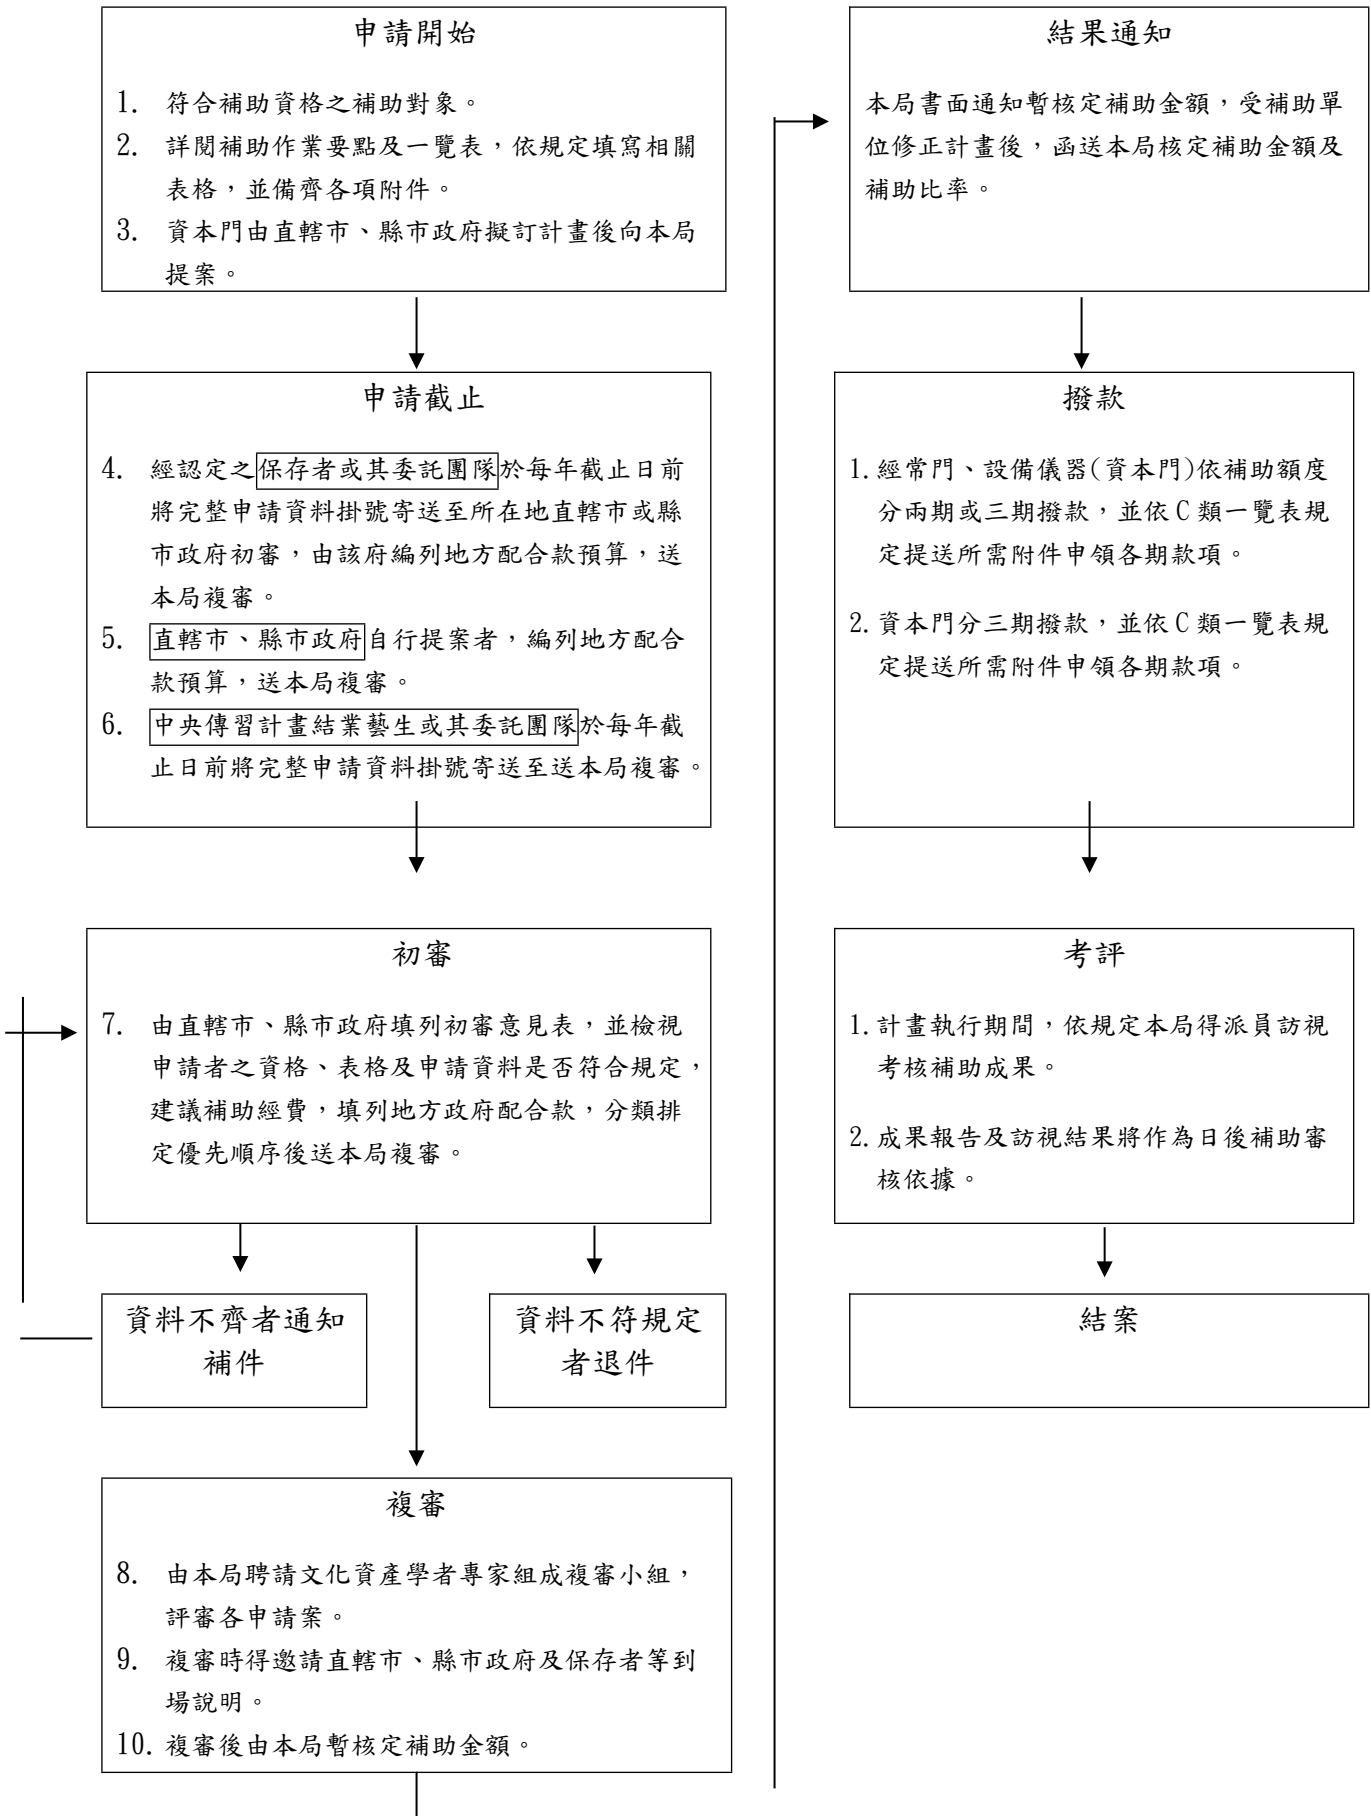 申請開始
1. 符合補助資格之補助對象。
2. 詳閱補助作業要點及一覽表，依規定填寫相關
表格，並備齊各項附件。
3. 資本門由直轄市、縣市政府擬訂計畫後向本局
提案。
申請截止
4. 經認定之保存者或其委託團隊於每年截止日前
將完整申請資料掛號寄送至所在地直轄市或縣
市政府初審，由該府編列地方配合款預算，送
本局複審。
5. 直轄市、縣市政府自行提案者，編列地方配合
款預算，送本局複審。
6. 中央傳習計畫結業藝生或其委託團隊於每年截
止日前將完整申請資料掛號寄送至送本局複審。
初審
7. 由直轄市、縣市政府填列初審意見表，並檢視
申請者之資格、表格及申請資料是否符合規定，
建議補助經費，填列地方政府配合款，分類排
定優先順序後送本局複審。
資料不齊者通知
補件
資料不符規定
者退件
複審
8. 由本局聘請文化資產學者專家組成複審小組，
評審各申請案。
9. 複審時得邀請直轄市、縣市政府及保存者等到
場說明。
10. 複審後由本局暫核定補助金額。
結果通知
本局書面通知暫核定補助金額，受補助單
位修正計畫後，函送本局核定補助金額及
補助比率。
撥款
1. 經常門、設備儀器(資本門)依補助額度
分兩期或三期撥款，並依C類一覽表規
定提送所需附件申領各期款項。
2. 資本門分三期撥款，並依C類一覽表規
定提送所需附件申領各期款項。
考評
1. 計畫執行期間，依規定本局得派員訪視
考核補助成果。
2. 成果報告及訪視結果將作為日後補助審
核依據。
結案